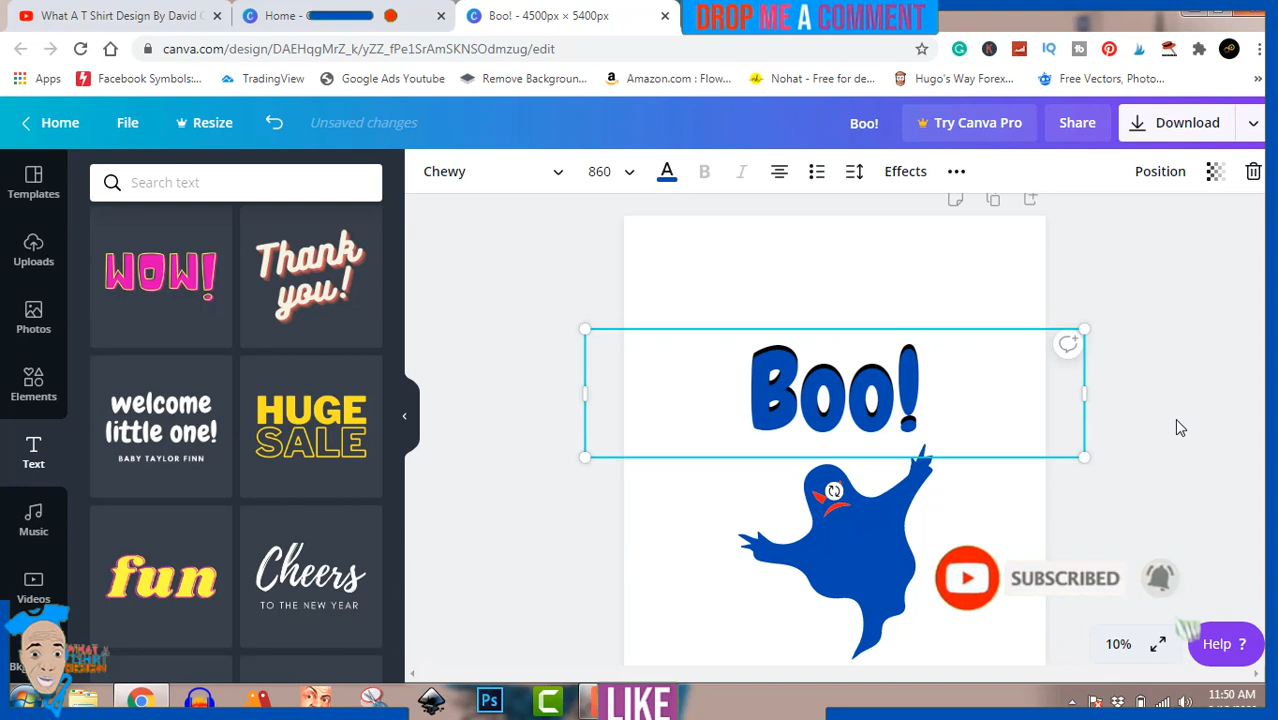 What A T Shirt Design By David C
Home -
Boo! - 4500px × 5400px
DROP ME A COMMENT
canva.com/design/DAEHqgMrZ_k/yZZ_fPe1SrAmSKNSOdmzug/edit
Apps
Facebook Symbols:...
TradingView
Google Ads Youtube
Remove Backgroun...
Amazon.com : Flow...
Nohat - Free for de...
Hugo's Way Forex...
Free Vectors, Photo...
Home
File
Resize
Unsaved changes
Boo!
Try Canva Pro
Share
Download
Templates
Search text
Chewy
860
A
B
I
Effects
Position
Uploads
WOW!
Thank
you!
Photos
Elements
Boo!
welcome
little one!
BABY TAYLOR FINN
HUGE
SALE
Text
Music
fun
Cheers
TO THE NEW YEAR
SUBSCRIBED
Videos
WHAT
A
TSHIRT
DESIGN
10%
Help ?
Ps
LIKE
11:50 AM